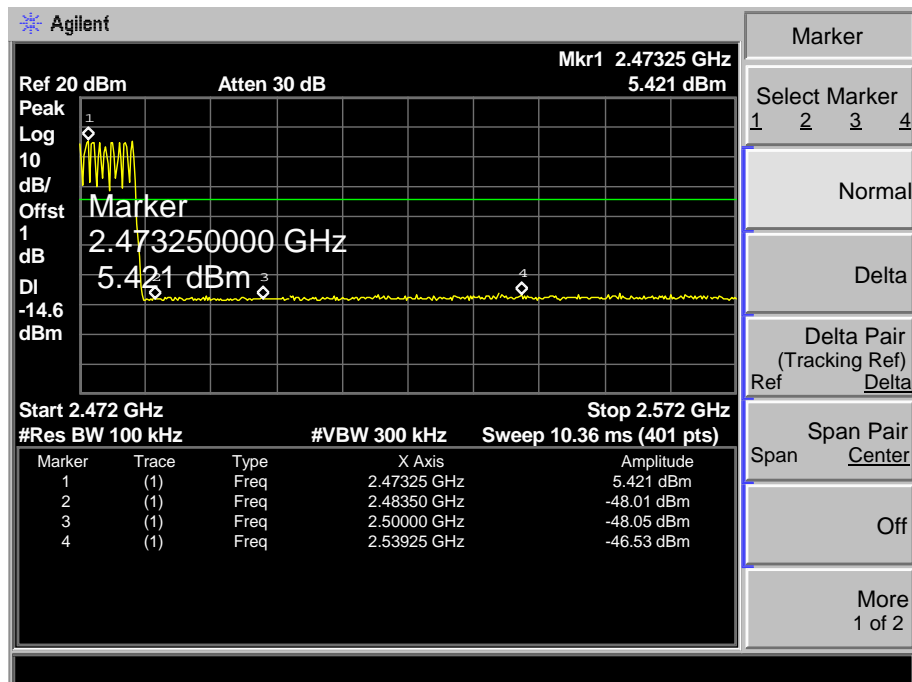 Agilent
Mkr1 2.47325 GHz
Ref 20 dBm Atten 30 dB 5.421 dBm
Peak
Log
10
dB/
Offst
1
dB
DI
-14.6
dBm
1
Marker
2.473250000 GHz
5.421 dBm
2
3
4
Start 2.472 GHz Stop 2.572 GHz
#Res BW 100 kHz #VBW 300 kHz Sweep 10.36 ms (401 pts)
Marker Trace Type X Axis Amplitude
1 (1) Freq 2.47325 GHz 5.421 dBm
2 (1) Freq 2.48350 GHz -48.01 dBm
3 (1) Freq 2.50000 GHz -48.05 dBm
4 (1) Freq 2.53925 GHz -46.53 dBm
Marker
Select Marker
1 2 3 4
Normal
Delta
Delta Pair
(Tracking Ref)
Ref Delta
Span Pair
Span Center
Off
More
1 of 2